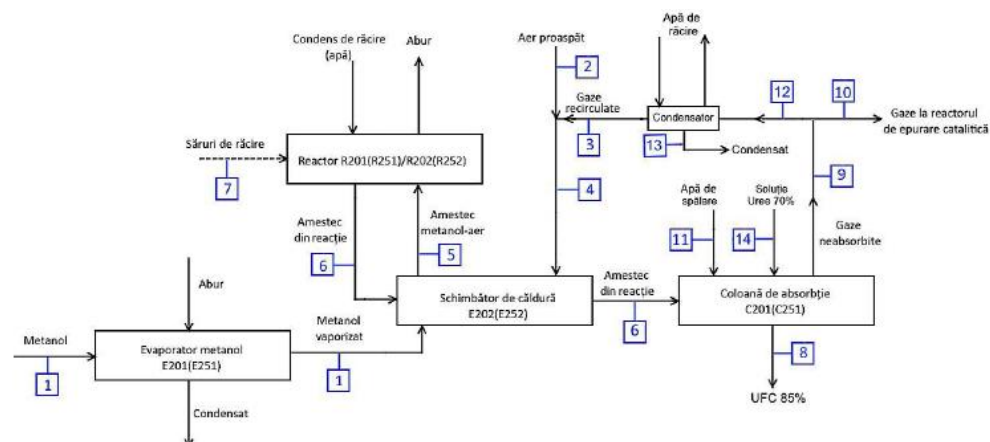 Condens de răcire
(apă)
Abur
Aer proaspăt
2
Apă de
răcire
12
10
Gaze
recirculate
Condensator
Gaze la reactorul
de epurare catalitică
3
13
Condensat
Săruri de răcire
Reactor R201(R251)/R202(R252)
7
4
9
Apă de
spălare
Soluție
Uree 70%
Amestec
din reacție
Amestec
metanol-aer
11
14
Gaze
neabsorbite
6
5
Abur
Schimbător de căldură
E202(E252)
Amestec
din reacție
Coloană de absorbție
C201(C251)
6
Metanol
Evaporator metanol
E201(E251)
Metanol
vaporizat
1
1
8
UFC 85%
Condensat